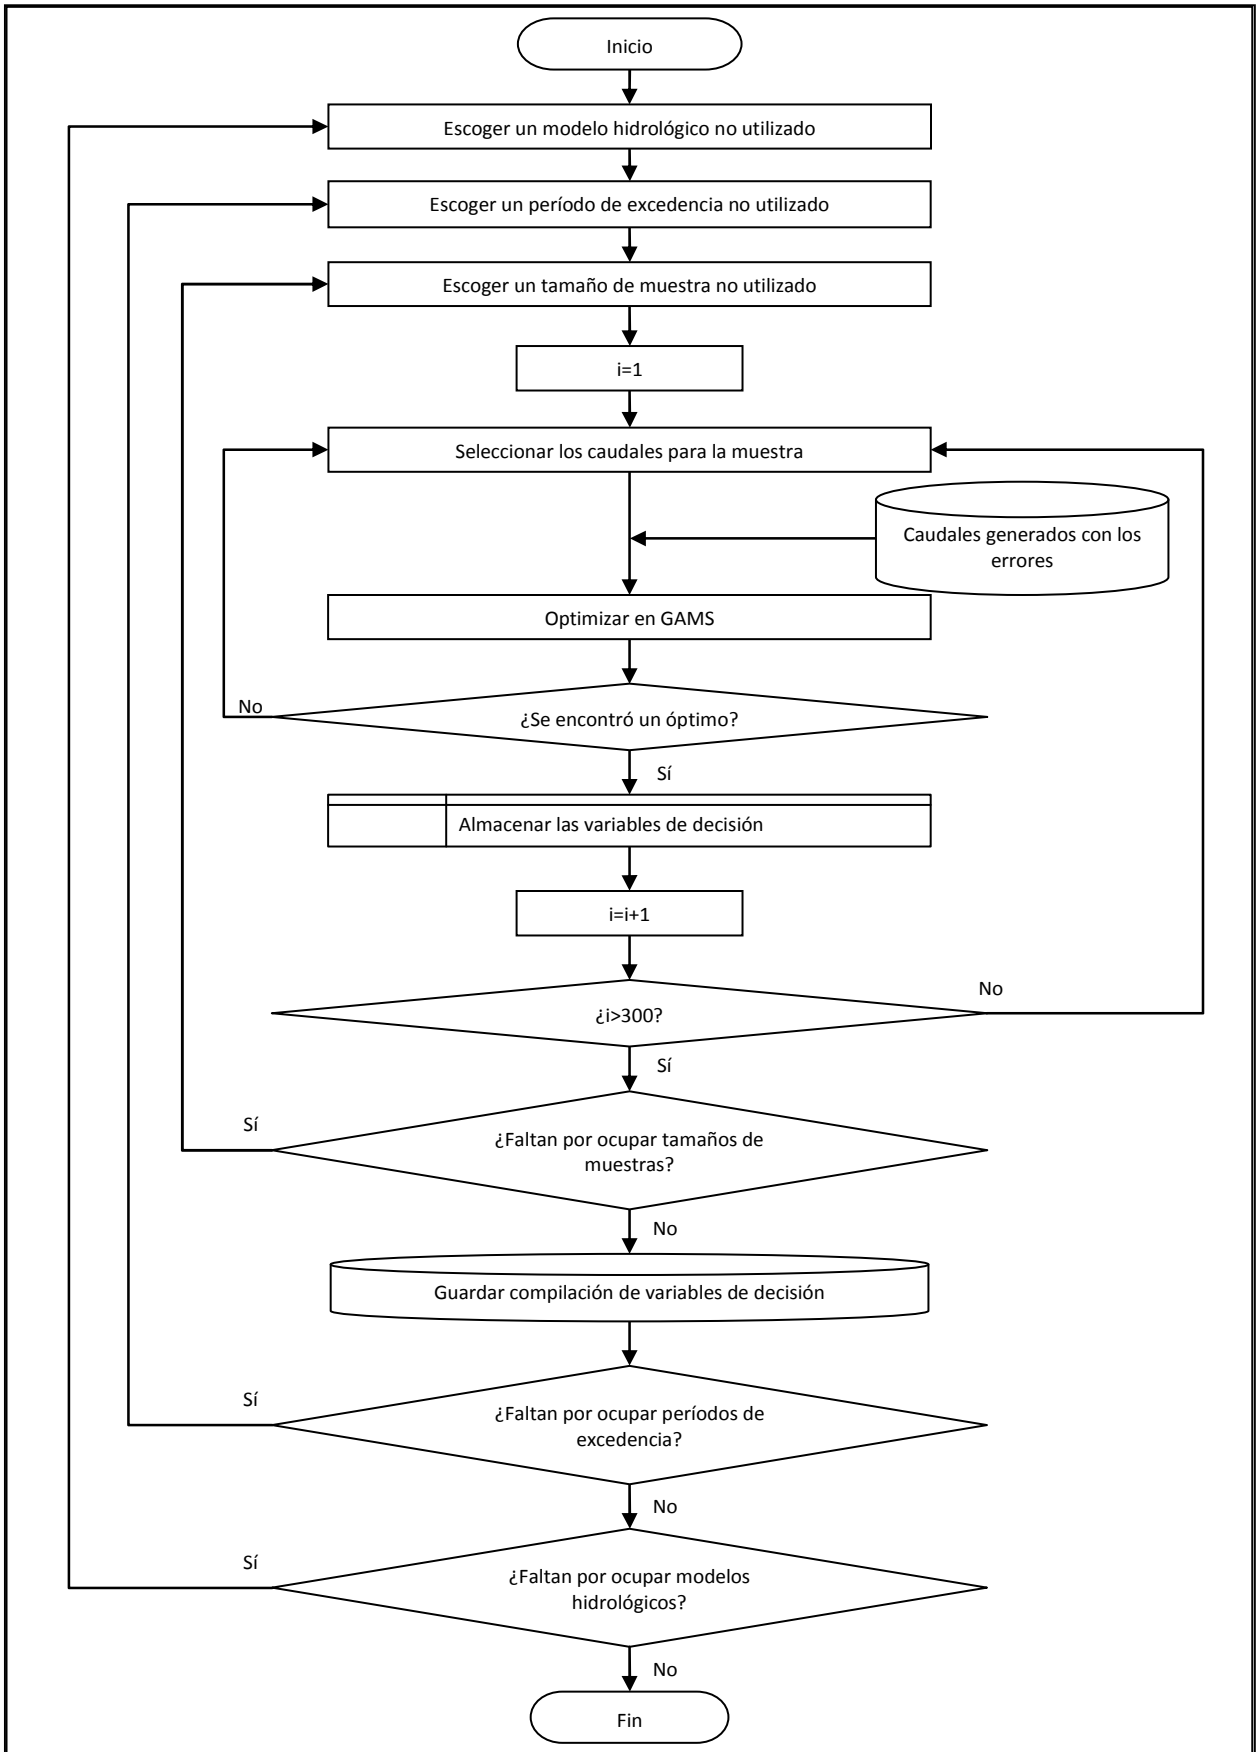 Inicio
Escoger un modelo hidrológico no utilizado
Escoger un período de excedencia no utilizado
Escoger un tamaño de muestra no utilizado
i=1
Seleccionar los caudales para la muestra
Caudales generados con los
errores
Optimizar en GAMS
No
¿Se encontró un óptimo?
Sí
Almacenar las variables de decisión
i=i+1
No
¿i>300?
Sí
Sí
¿Faltan por ocupar tamaños de
muestras?
No
Guardar compilación de variables de decisión
Sí
¿Faltan por ocupar períodos de
excedencia?
No
Sí
¿Faltan por ocupar modelos
hidrológicos?
No
Fin